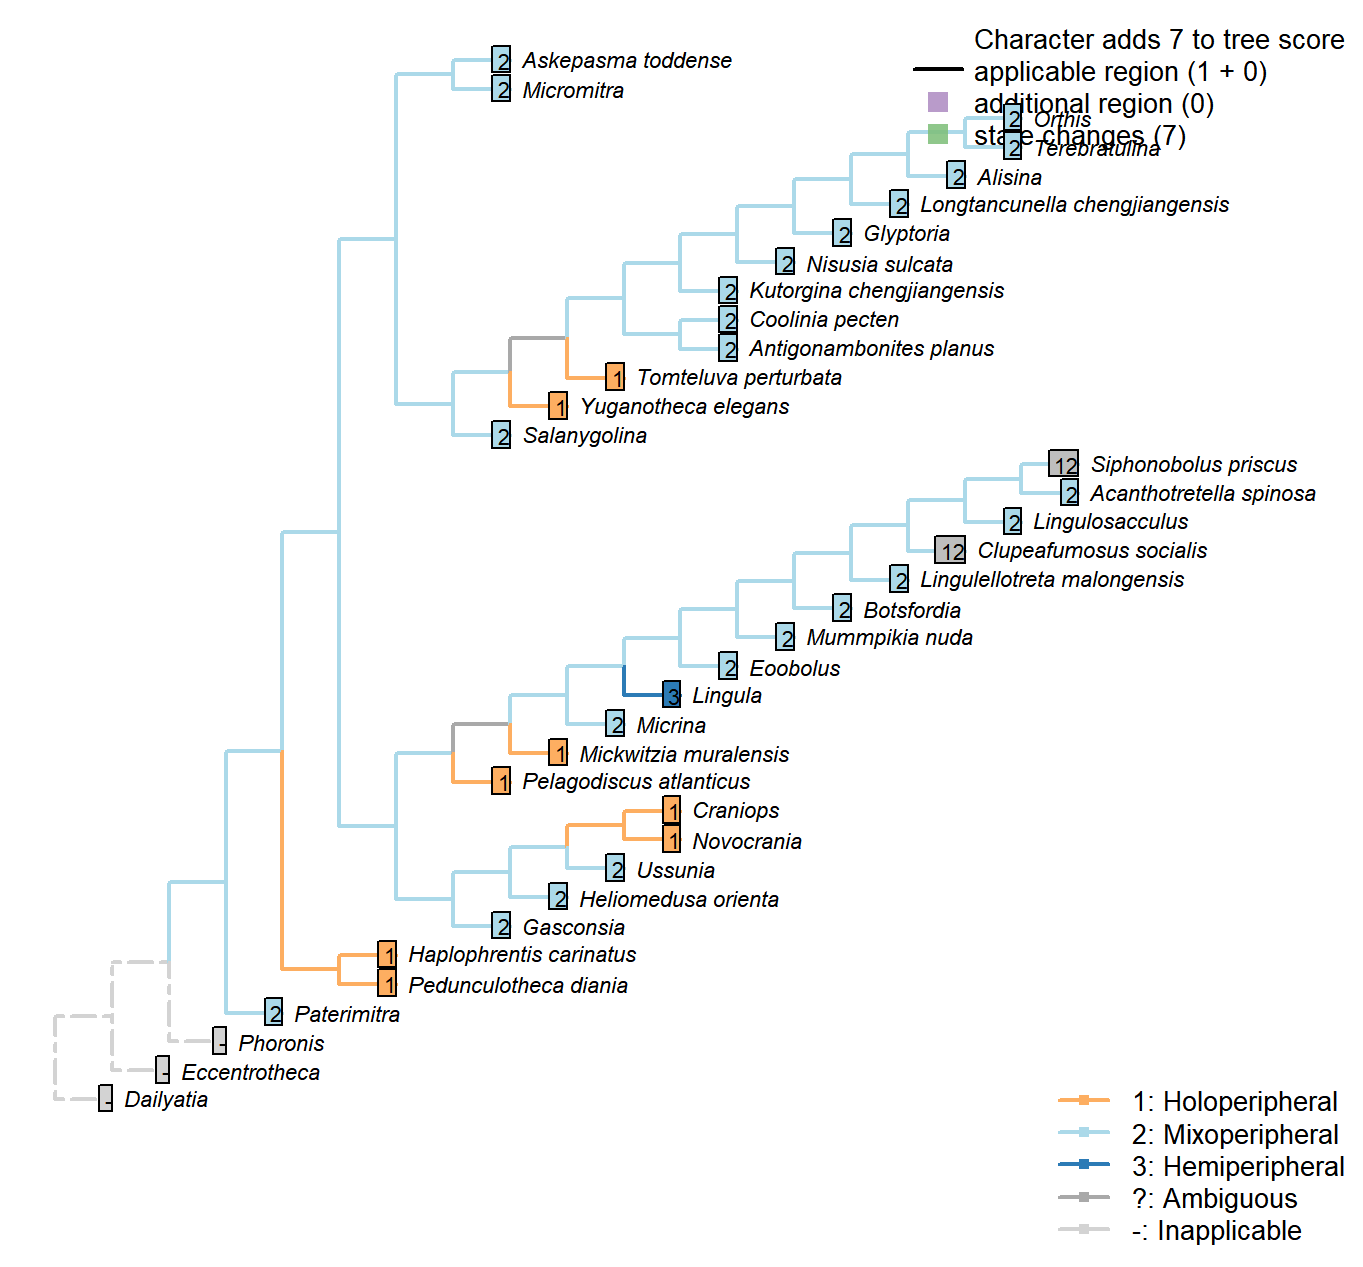 Character adds 7 to tree score
applicable region (1 + 0)
additional region (0)
state changes (7)
2 Askepasma toddense
2 Micromitra
2 Orthis
2 Terebratulina
2 Alisina
2 Longtancunella chengjiangensis
2 Glyptoria
2 Nisusia sulcata
2 Kutorgina chengjiangensis
2 Coolinia pecten
2 Antigonambonites planus
1 Tomteluva perturbata
1 Yuganotheca elegans
2 Salanygolina
12 Siphonobolus priscus
2 Acanthotretella spinosa
2 Lingulosacculus
12 Clupeafumosus socialis
2 Lingulellotreta malongensis
2 Botsfordia
2 Mummpikia nuda
2 Eoobolus
3 Lingula
2 Micrina
1 Mickwitzia muralensis
1 Pelagodiscus atlanticus
1 Craniops
1 Novocrania
2 Ussunia
2 Heliomedusa orienta
2 Gasconsia
1 Haplophrentis carinatus
1 Pedunculotheca diania
2 Paterimitra
- Phoronis
- Eccentrotheca
- Dailyatia
1: Holoperipheral
2: Mixoperipheral
3: Hemiperipheral
?: Ambiguous
-: Inapplicable